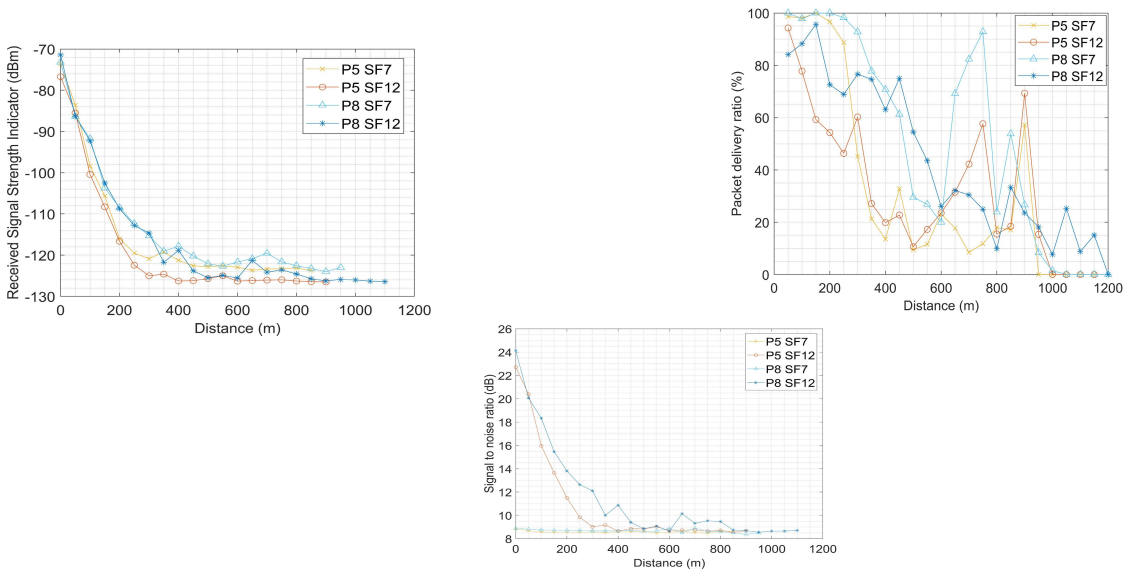 Received Signal Strength Indicator (dBm)
-70
-80
-90
-100
-110
-120
-130
0 200 400 600 800 1000 1200
Distance (m)
P5 SF7
P5 SF12
P8 SF7
P8 SF12
Packet delivery ratio (%)
100
80
60
40
20
0
0 200 400 600 800 1000 1200
Distance (m)
P5 SF7
P5 SF12
P8 SF7
P8 SF12
Signal to noise ratio (dB)
26
24
22
20
18
16
14
12
10
8
0 200 400 600 800 1000 1200
Distance (m)
P5 SF7
P5 SF12
P8 SF7
P8 SF12